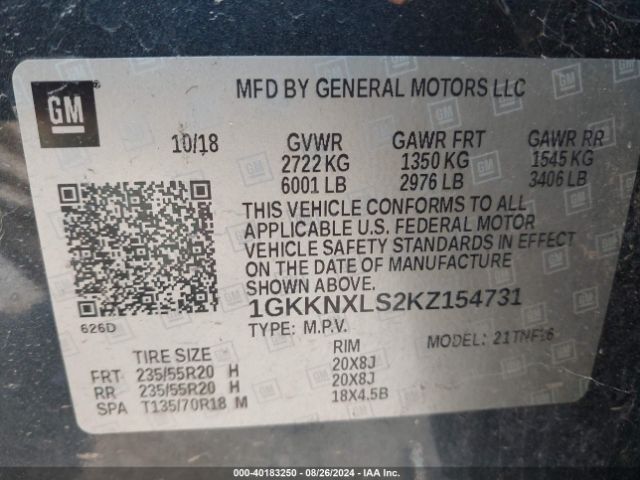 GM
MFD BY GENERAL MOTORS LLC
10/18 GVWR GAWR FRT GAWR RR
2722 KG 1350 KG 1545 KG
6001 LB 2976 LB 3406 LB
THIS VEHICLE CONFORMS TO ALL
APPLICABLE U.S. FEDERAL MOTOR
VEHICLE SAFETY STANDARDS IN EFFECT
ON THE DATE OF MANUFACTURE
SHOWN ABOVE.
1GKKNXLS2KZ154731
626D
TYPE: M.P.V.
MODEL:
TIRE SIZE RIM
FRT 235/55R20 H 20X8J
RR 235/55R20 H 20X8J
SPA T135/70R18 M 18X4.5B
000-40183250 - 08/26/2024 - IAA Inc.